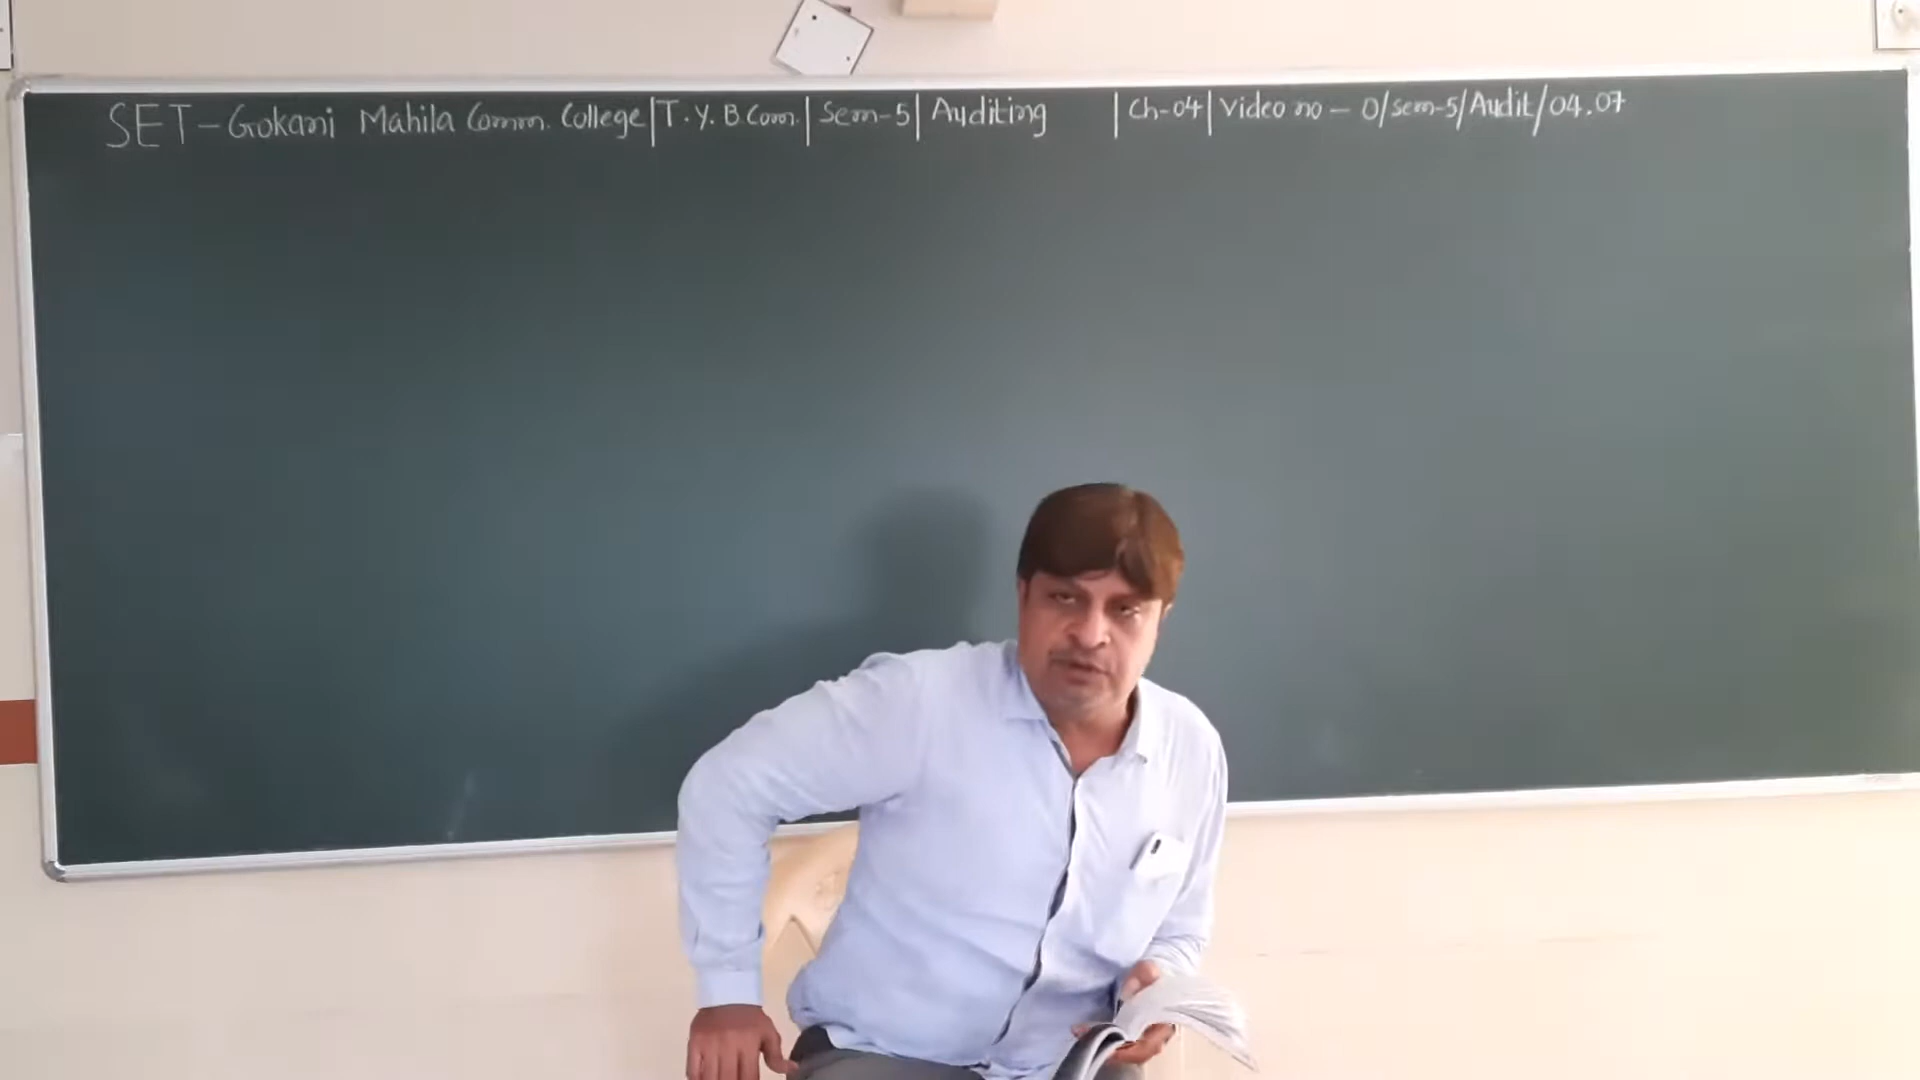 SET - Gokani Mahila Comm. College | T.Y. B.Com. | Sem-5 | Auditing | Ch-04 | Video no - 0/sem-5/Audit/04.07